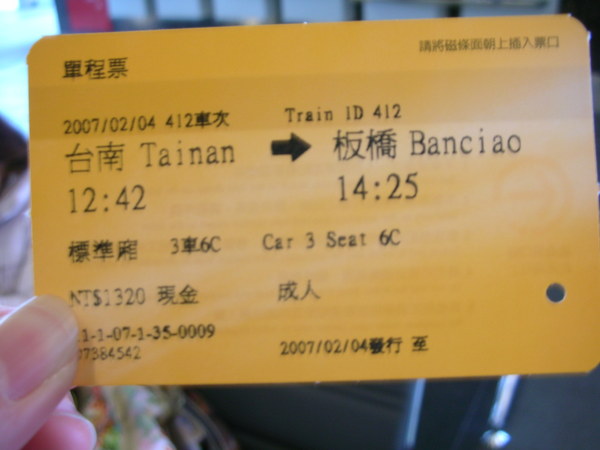 請將磁條面朝上插入票口
單程票
2007/02/04 412車次 Train ID 412
台南 Tainan → 板橋 Banciao
12:42 14:25
標準廂 3車6C Car 3 Seat 6C
NT$1320 現金 成人
1-1-07-1-35-0009
07384542 2007/02/04發行 至